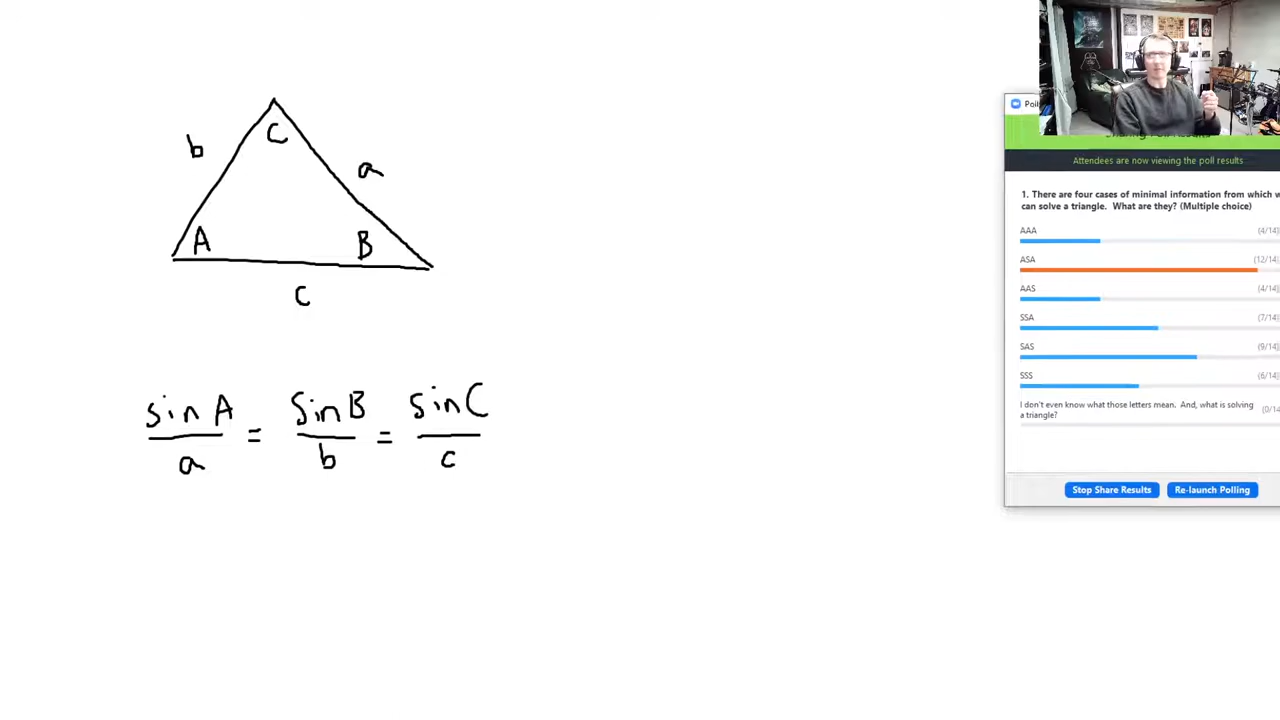 C
b
a
A
B
c
sin A = sin B = sin C
a b c
Attendees are now viewing the poll results
1. There are four cases of minimal information from which w
can solve a triangle. What are they? (Multiple choice)
AAA (4/14)
ASA (12/14)
AAS (4/14)
SSA (7/14)
SAS (9/14)
SSS (6/14)
I don't even know what those letters mean. And, what is solving
a triangle? (0/14
Stop Share Results Re-launch Polling